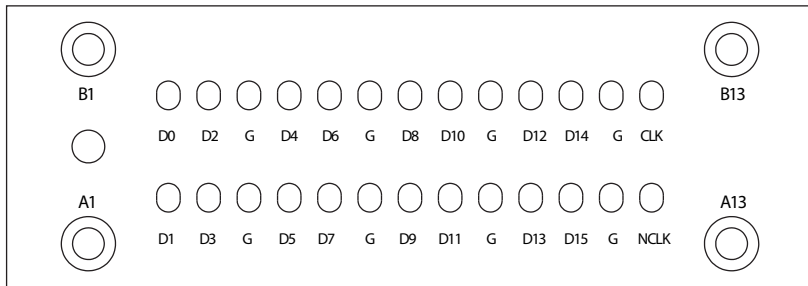 B1 B13
D0 D2 G D4 D6 G D8 D10 G D12 D14 G CLK
A1 A13
D1 D3 G D5 D7 G D9 D11 G D13 D15 G NCLK